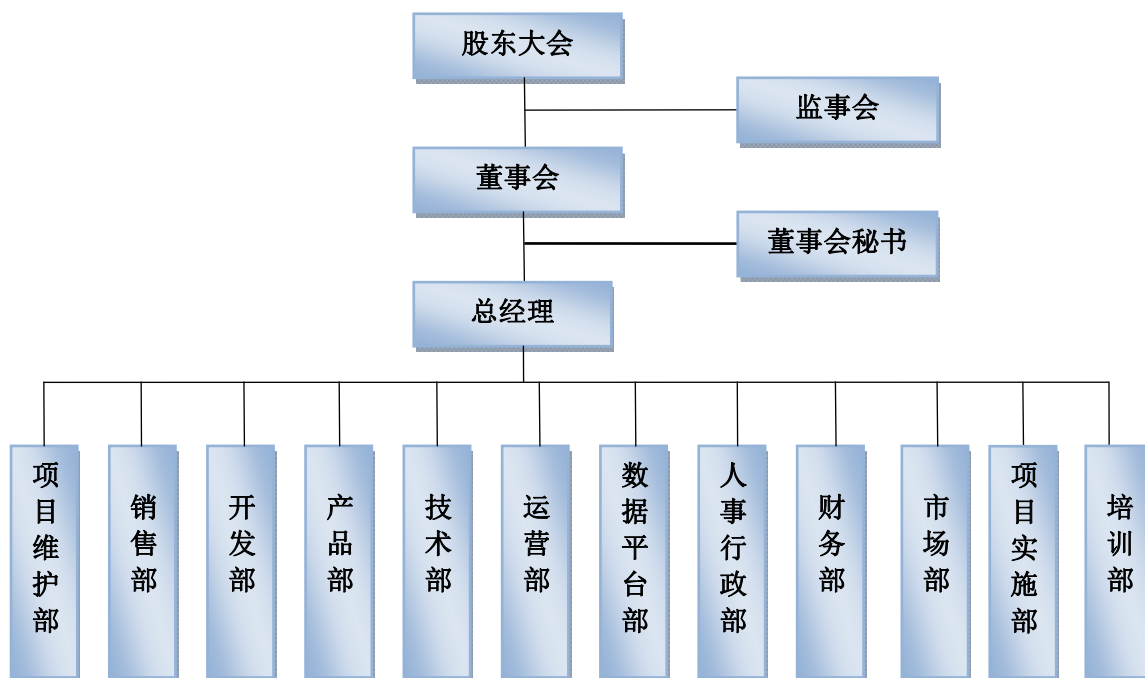 股东大会
监事会
董事会
董事会秘书
总经理
项目维护部
销售部
开发部
产品部
技术部
运营部
数据平台部
人事行政部
财务部
市场部
项目实施部
培训部